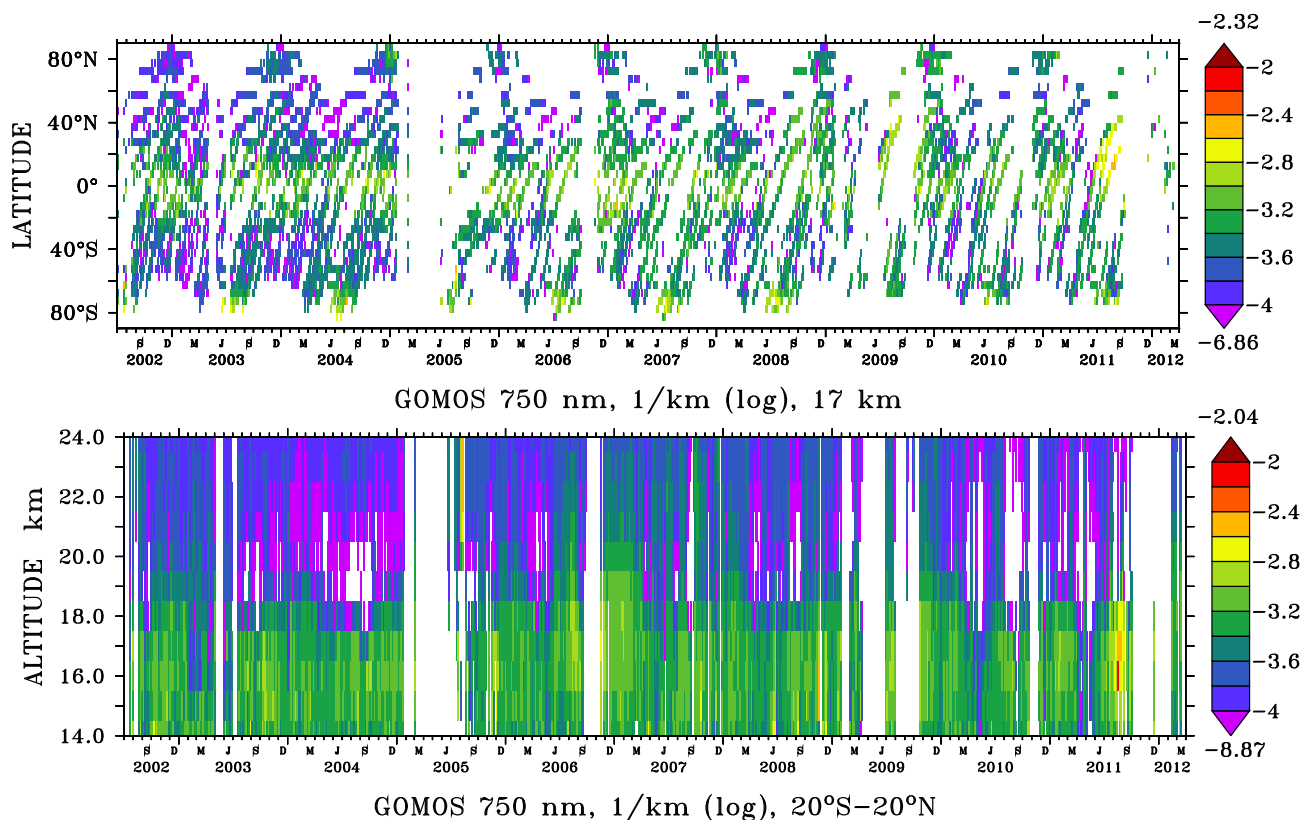 −2.32
80°N
40°N
0°
40°S
80°S
LATITUDE
−2
−2.4
−2.8
−3.2
−3.6
−4
−6.86
S D M J S D M J S D M J S D M J S D M J S D M J S D M J S D M J S D M J S D M
2002 2003 2004 2005 2006 2007 2008 2009 2010 2011 2012
GOMOS 750 nm, 1/km (log), 17 km
−2.04
24.0
22.0
20.0
18.0
16.0
14.0
ALTITUDE km
−2
−2.4
−2.8
−3.2
−3.6
−4
−8.87
S D M J S D M J S D M J S D M J S D M J S D M J S D M J S D M J S D M J S D M
2002 2003 2004 2005 2006 2007 2008 2009 2010 2011 2012
GOMOS 750 nm, 1/km (log), 20°S−20°N